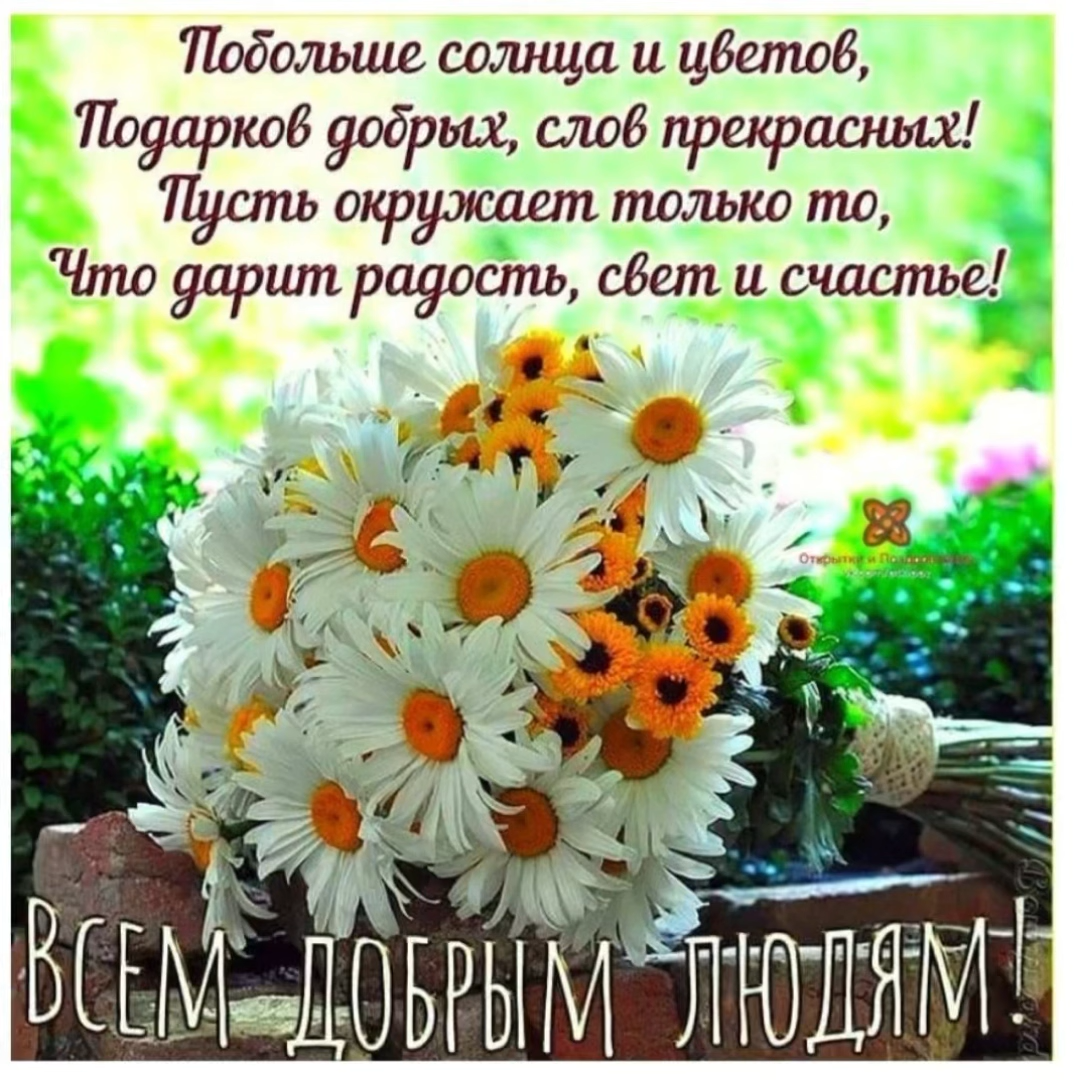 Побольше солнца и цветов,
Подарков добрых, слов прекрасных!
Пусть окружает только то,
Что дарит радость, свет и счастье!
Открытки и
Всем добрым людям!